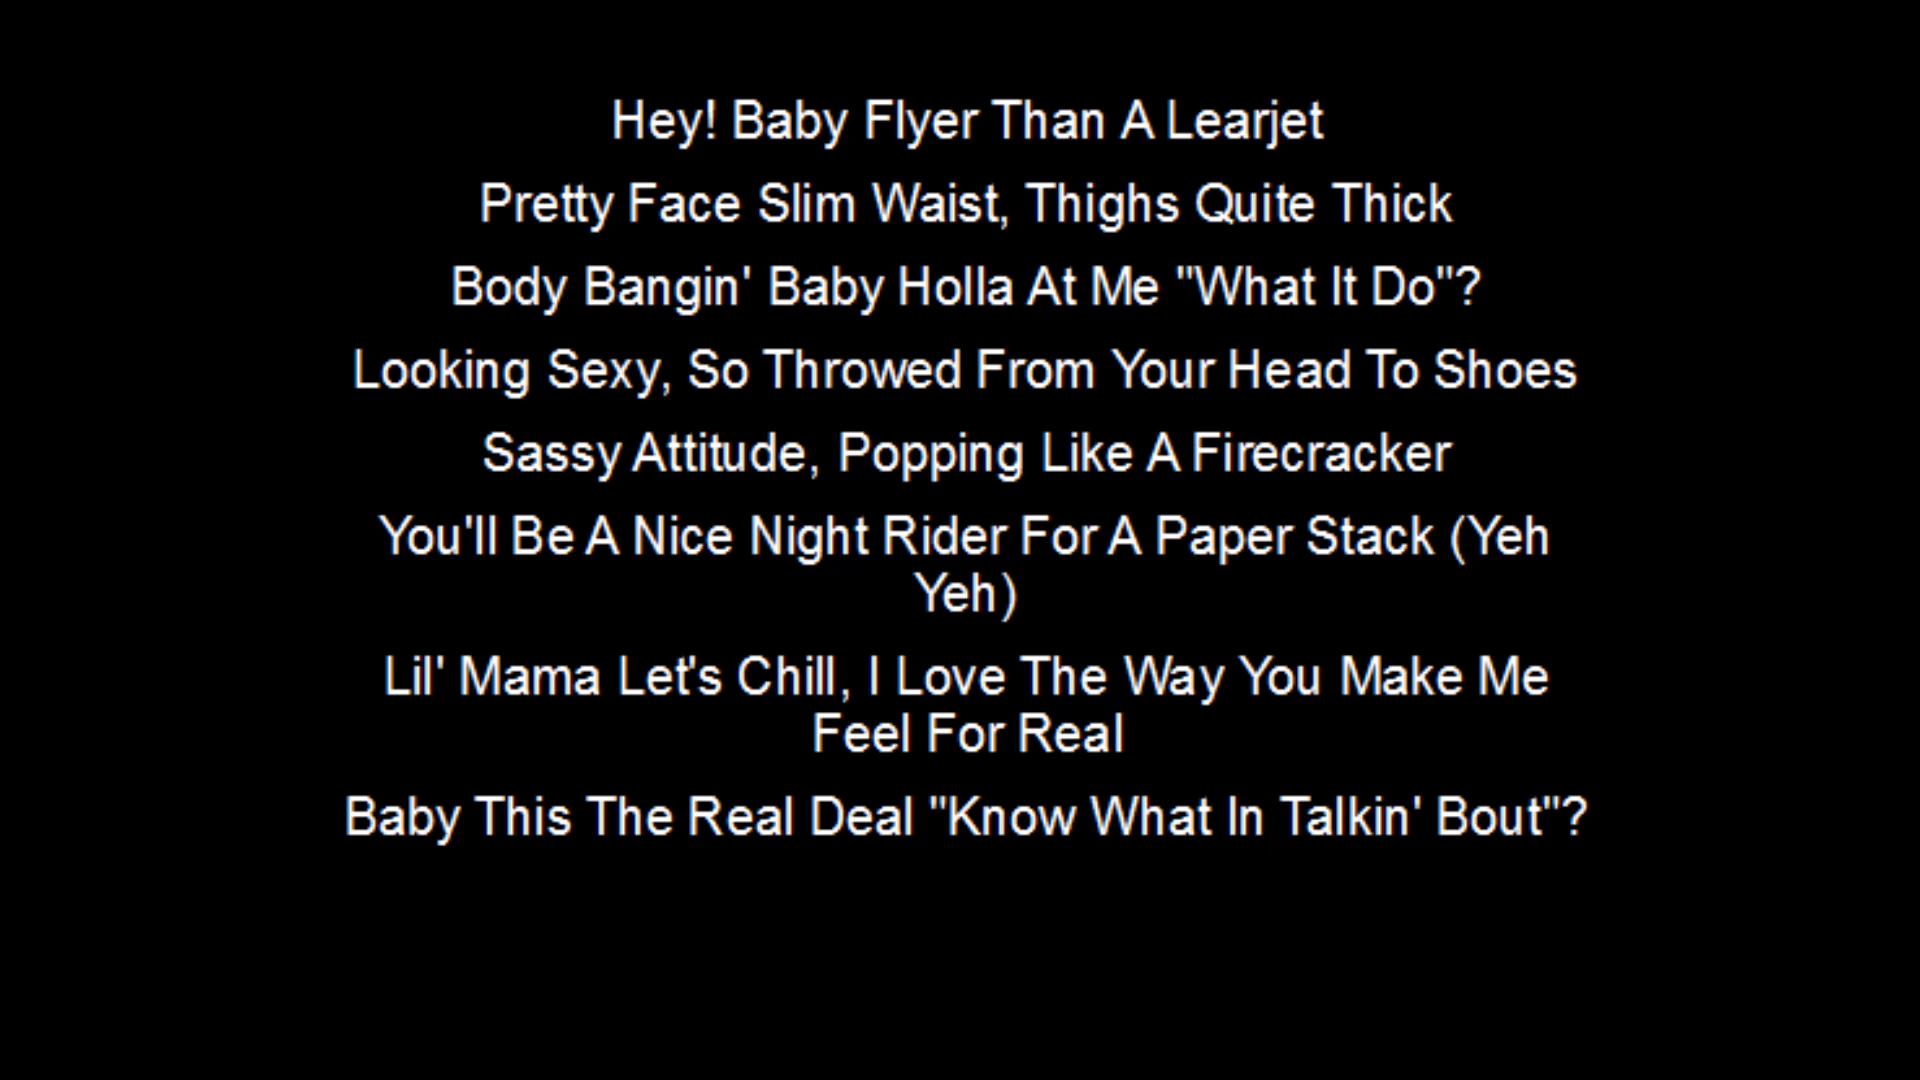 Hey! Baby Flyer Than A Learjet
Pretty Face Slim Waist, Thighs Quite Thick
Body Bangin' Baby Holla At Me "What It Do"?
Looking Sexy, So Throwed From Your Head To Shoes
Sassy Attitude, Popping Like A Firecracker
You'll Be A Nice Night Rider For A Paper Stack (Yeh
Yeh)
Lil' Mama Let's Chill, I Love The Way You Make Me
Feel For Real
Baby This The Real Deal "Know What In Talkin' Bout"?